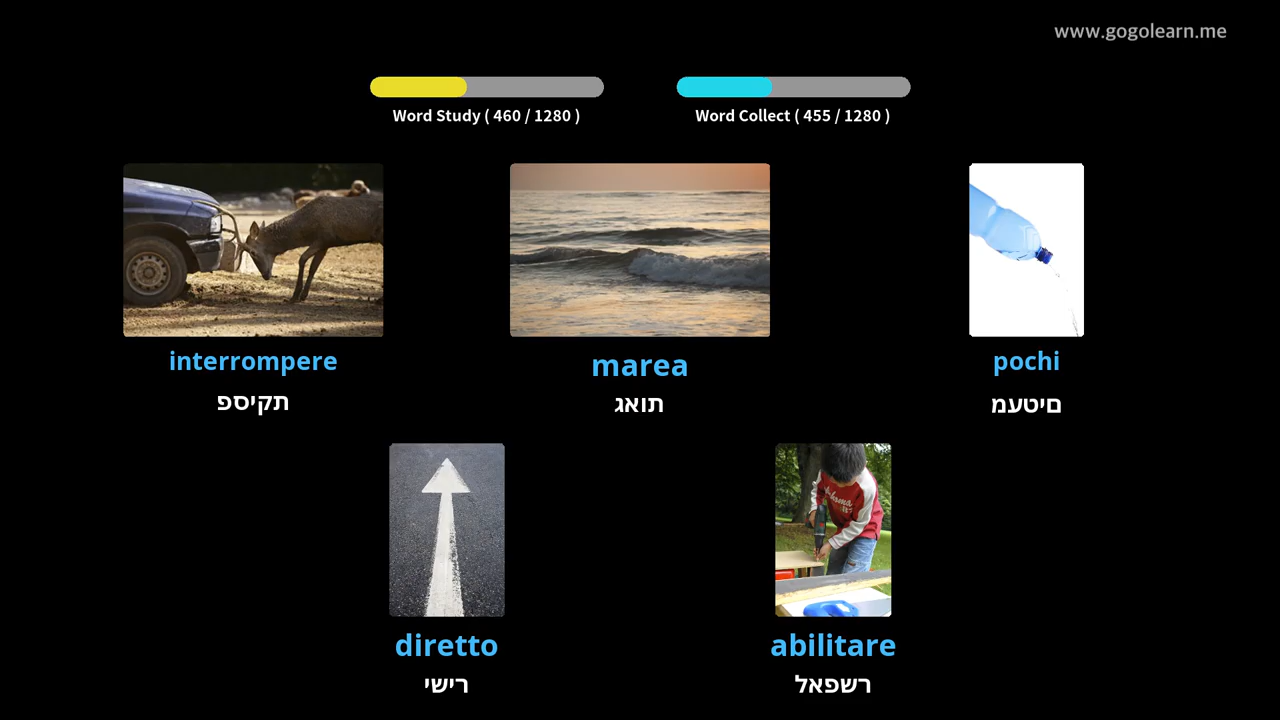 www.gogolearn.me
Word Study ( 460 / 1280 )
Word Collect ( 455 / 1280 )
interrompere
תקיספ
marea
תואג
pochi
םיטעמ
diretto
רישי
abilitare
רשפאל